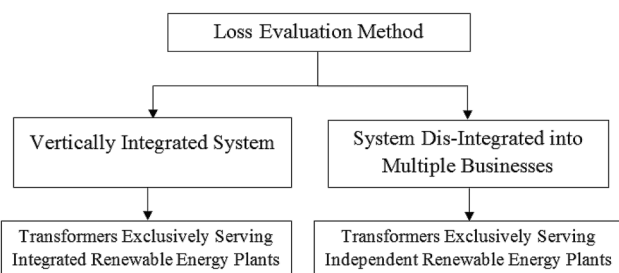 Loss Evaluation Method
Vertically Integrated System
System Dis-Integrated into
Multiple Businesses
Transformers Exclusively Serving
Integrated Renewable Energy Plants
Transformers Exclusively Serving
Independent Renewable Energy Plants